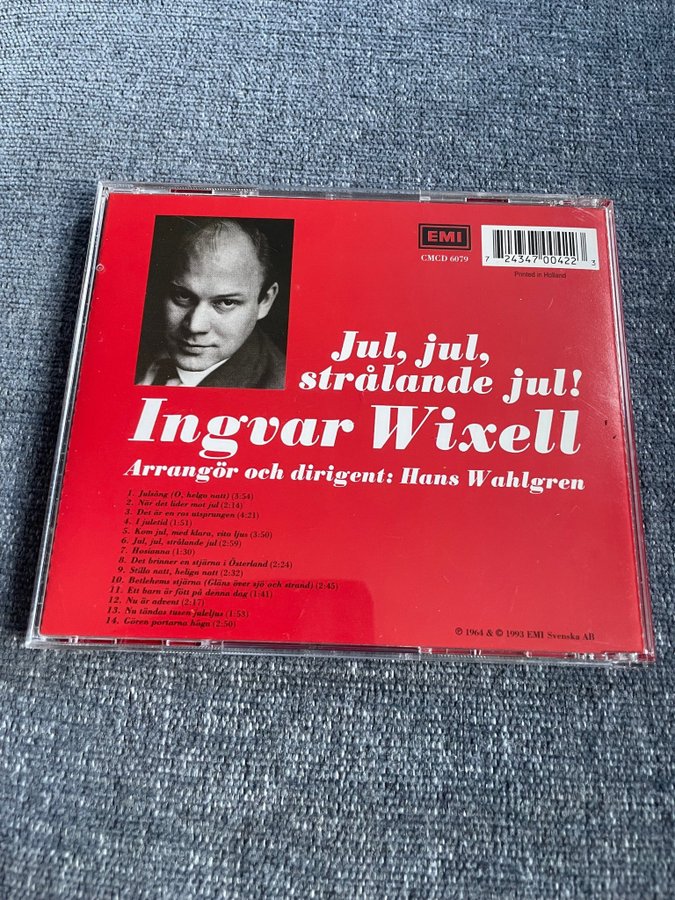 EMI
CMCD 6079
7 24347 00422 3
Printed in Holland
Jul, jul,
strålande jul!
Ingvar Wixell
Arrangör och dirigent: Hans Wahlgren
1. Julsång (O, helga natt) (3:54)
2. När det lider mot jul (2:14)
3. Det är en ros utsprungen (4:21)
4. I juletid (1:51)
5. Kom jul, med klara, vita ljus (3:50)
6. Jul, jul, strålande jul (2:59)
7. Hosianna (1:30)
8. Det brinner en stjärna i Österland (2:24)
9. Stilla natt, heliga natt (2:32)
10. Betlehems stjärna (Gläns över sjö och strand) (2:45)
11. Ett barn är fött på denna dag (1:41)
12. Nu är advent (2:17)
13. Nu tändas tusen juleljus (1:53)
14. Gören portarna höga (2:50)
℗ 1964 & © 1993 EMI Svenska AB